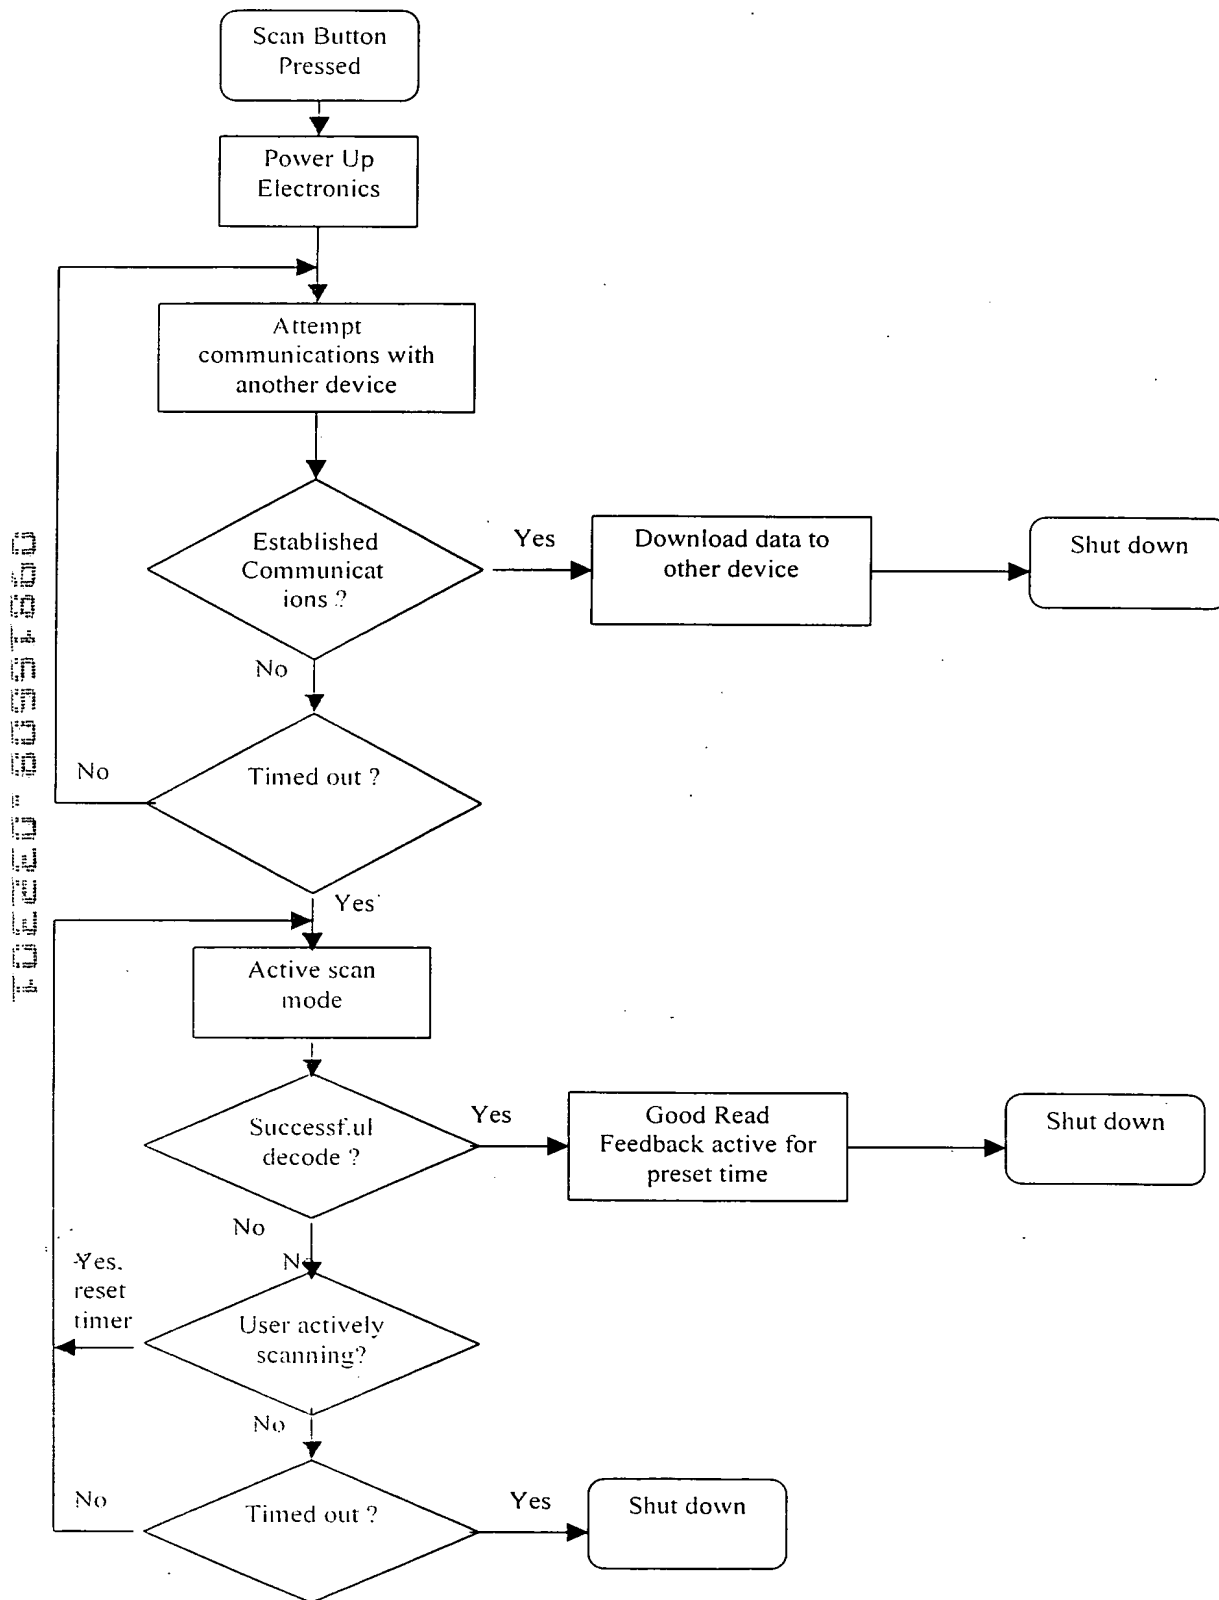 Scan Button
Pressed
Power Up
Electronics
Attempt
communications with
another device
Established
Communicat
ions ?
Yes
Download data to
other device
Shut down
No
Timed out ?
No
Yes
Active scan
mode
Successful
decode ?
Yes
Good Read
Feedback active for
preset time
Shut down
No
No
Yes,
reset
timer
User actively
scanning?
No
Timed out ?
No
Yes
Shut down